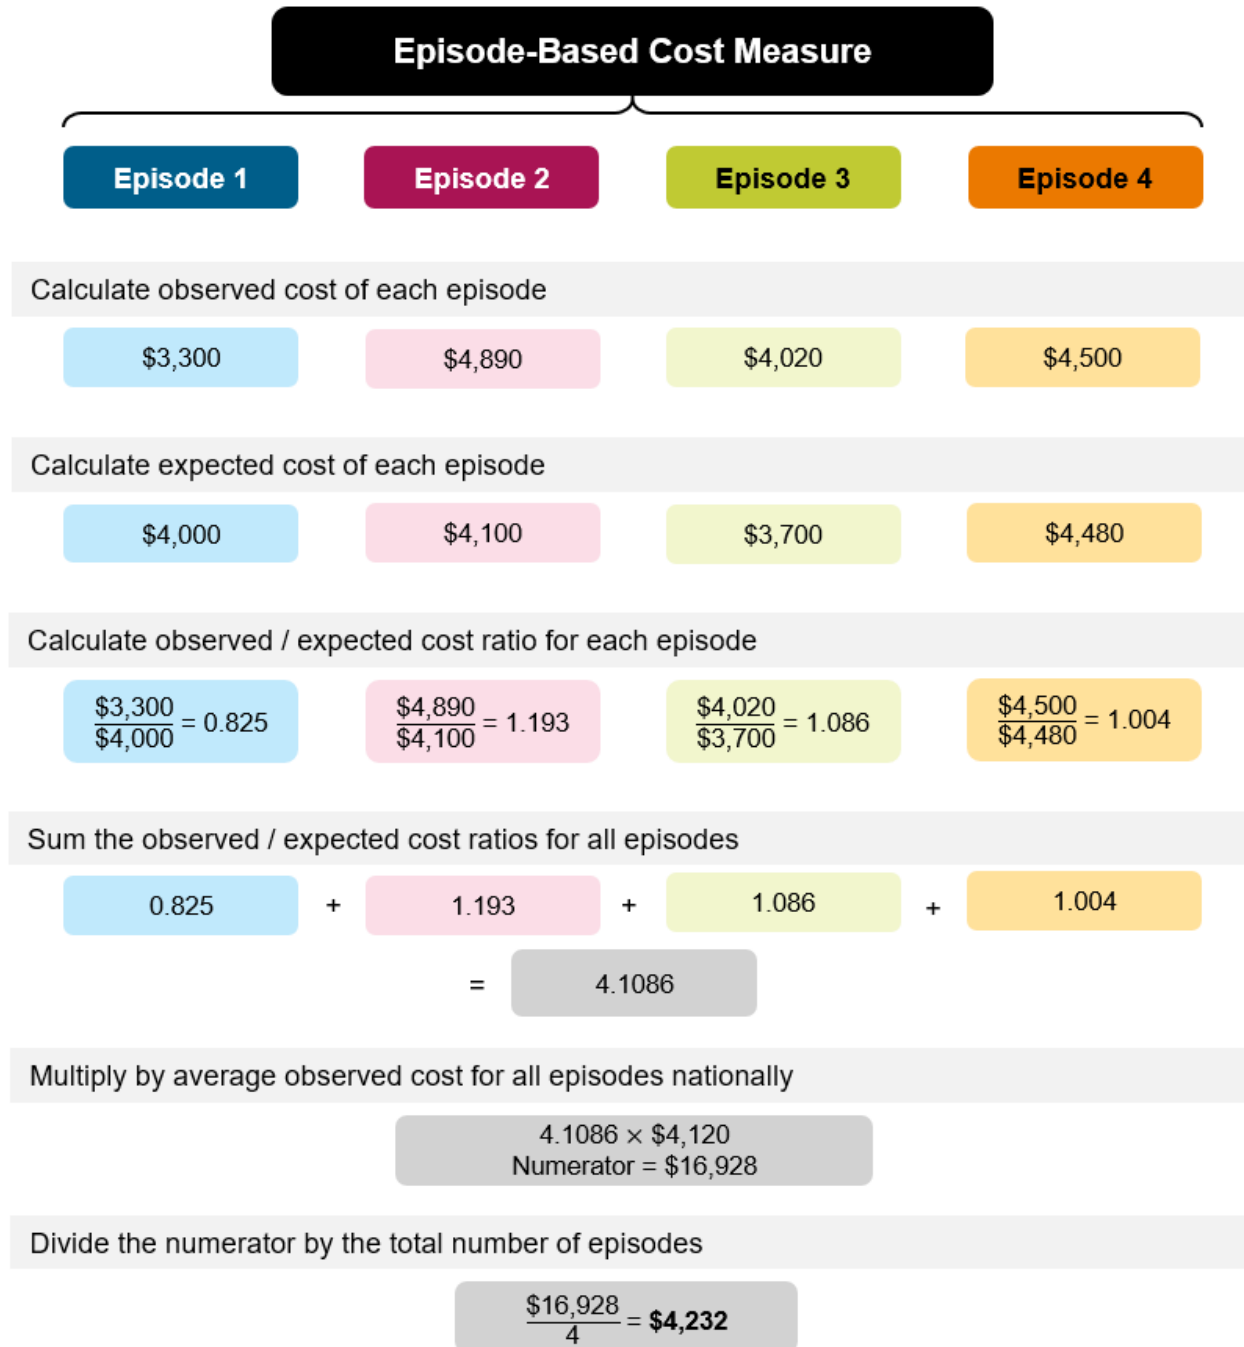 Episode-Based Cost Measure
Episode 1 Episode 2 Episode 3 Episode 4
Calculate observed cost of each episode
$3,300 $4,890 $4,020 $4,500
Calculate expected cost of each episode
$4,000 $4,100 $3,700 $4,480
Calculate observed / expected cost ratio for each episode
$3,300 / $4,000 = 0.825 $4,890 / $4,100 = 1.193 $4,020 / $3,700 = 1.086 $4,500 / $4,480 = 1.004
Sum the observed / expected cost ratios for all episodes
0.825 + 1.193 + 1.086 + 1.004
= 4.1086
Multiply by average observed cost for all episodes nationally
4.1086 × $4,120
Numerator = $16,928
Divide the numerator by the total number of episodes
$16,928 / 4 = $4,232